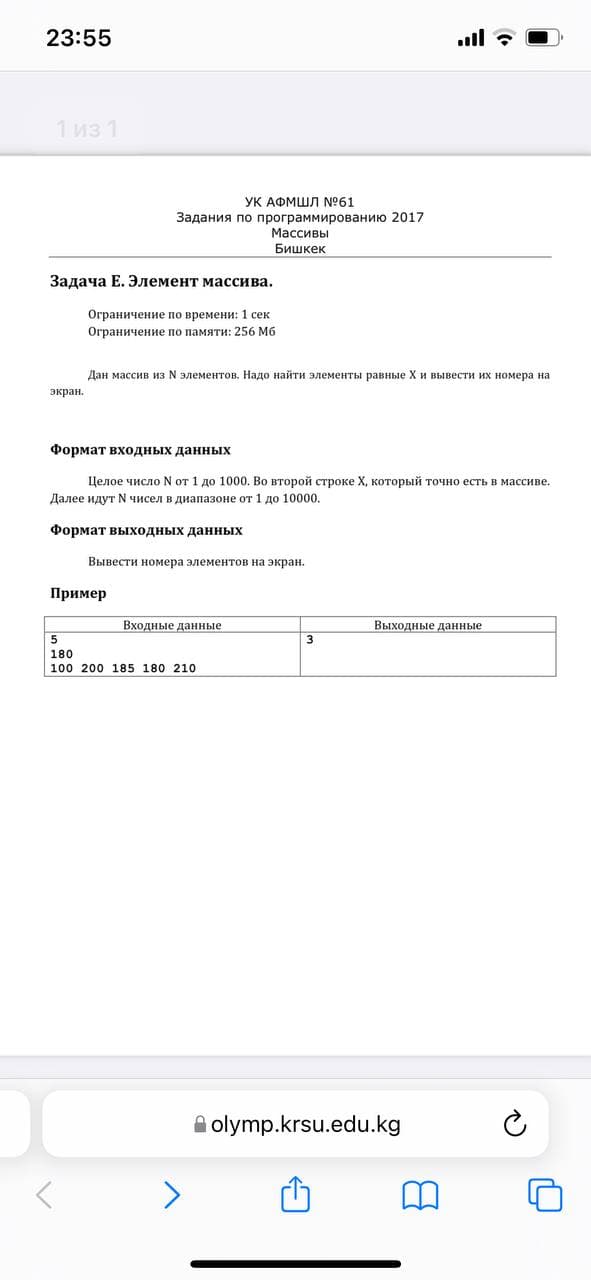 23:55
1 из 1
УК АФМШЛ №61
Задания по программированию 2017
Массивы
Бишкек
Задача E. Элемент массива.
Ограничение по времени: 1 сек
Ограничение по памяти: 256 Мб
Дан массив из N элементов. Надо найти элементы равные X и вывести их номера на
экран.
Формат входных данных
Целое число N от 1 до 1000. Во второй строке X, который точно есть в массиве.
Далее идут N чисел в диапазоне от 1 до 10000.
Формат выходных данных
Вывести номера элементов на экран.
Пример
Входные данные Выходные данные
5 3
180
100 200 185 180 210
olymp.krsu.edu.kg